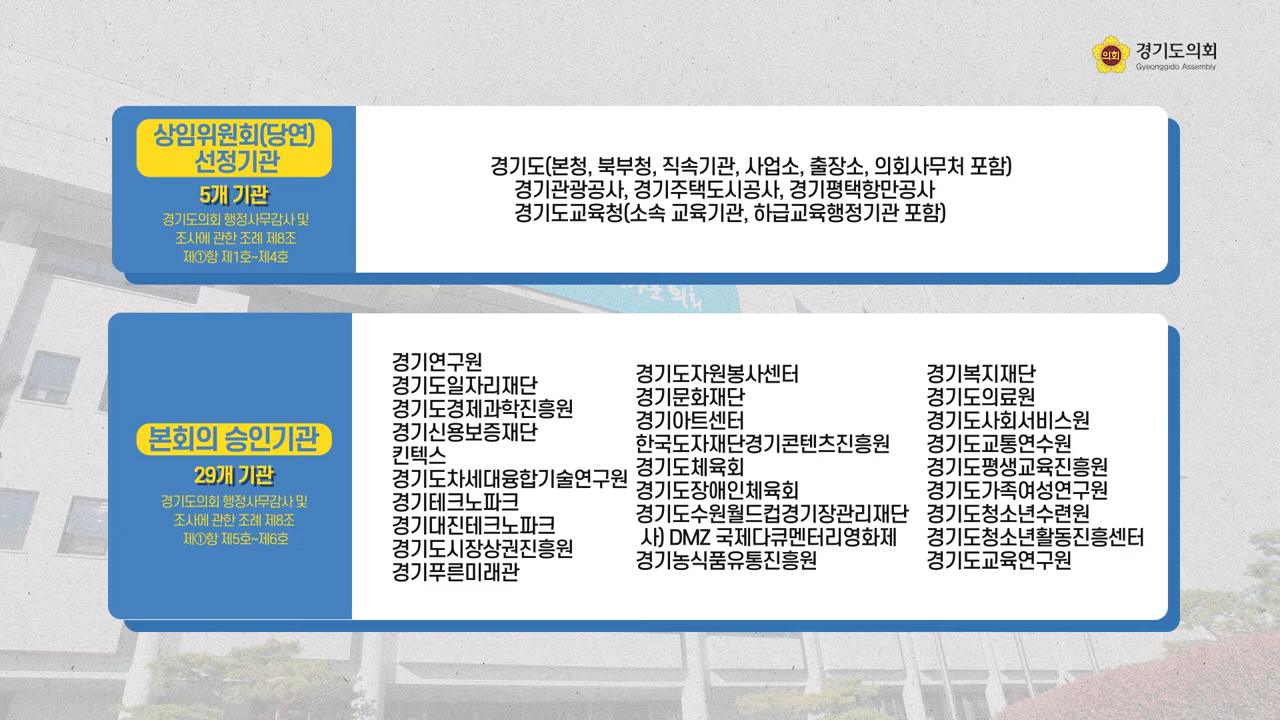 의회
경기도의회
Gyeonggido Assembly
상임위원회(당연)
선정기관
5개 기관
경기도의회 행정사무감사 및
조사에 관한 조례 제8조
제①항 제1호~제4호
경기도(본청, 북부청, 직속기관, 사업소, 출장소, 의회사무처 포함)
경기관광공사, 경기주택도시공사, 경기평택항만공사
경기도교육청(소속 교육기관, 하급교육행정기관 포함)
본회의 승인기관
29개 기관
경기도의회 행정사무감사 및
조사에 관한 조례 제8조
제①항 제5호~제6호
경기연구원
경기도일자리재단
경기도경제과학진흥원
경기신용보증재단
킨텍스
경기도차세대융합기술연구원
경기테크노파크
경기대진테크노파크
경기도시장상권진흥원
경기푸른미래관
경기도자원봉사센터
경기문화재단
경기아트센터
한국도자재단경기콘텐츠진흥원
경기도체육회
경기도장애인체육회
경기도수원월드컵경기장관리재단
사) DMZ 국제다큐멘터리영화제
경기농식품유통진흥원
경기복지재단
경기도의료원
경기도사회서비스원
경기도교통연수원
경기도평생교육진흥원
경기도가족여성연구원
경기도청소년수련원
경기도청소년활동진흥센터
경기도교육연구원